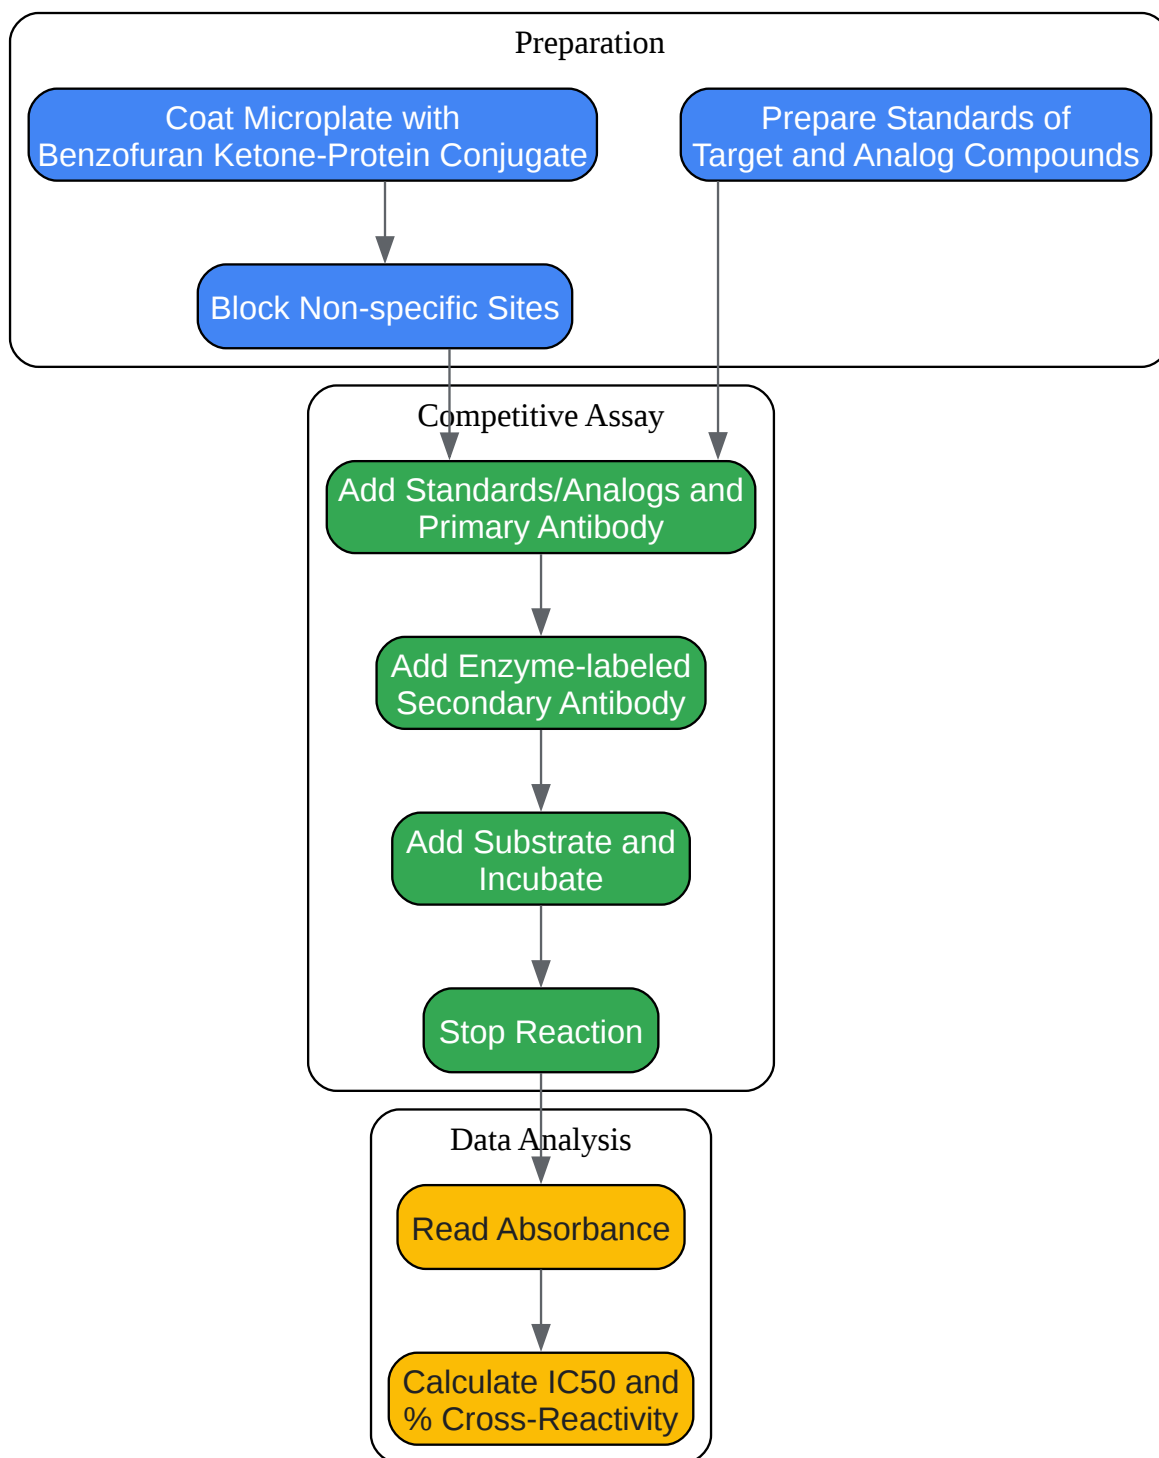 Preparation
Coat Microplate with
Benzofuran Ketone-Protein Conjugate
Prepare Standards of
Target and Analog Compounds
Block Non-specific Sites
Competitive Assay
Add Standards/Analogs and
Primary Antibody
Add Enzyme-labeled
Secondary Antibody
Add Substrate and
Incubate
Stop Reaction
Data Analysis
Read Absorbance
Calculate IC50 and
% Cross-Reactivity